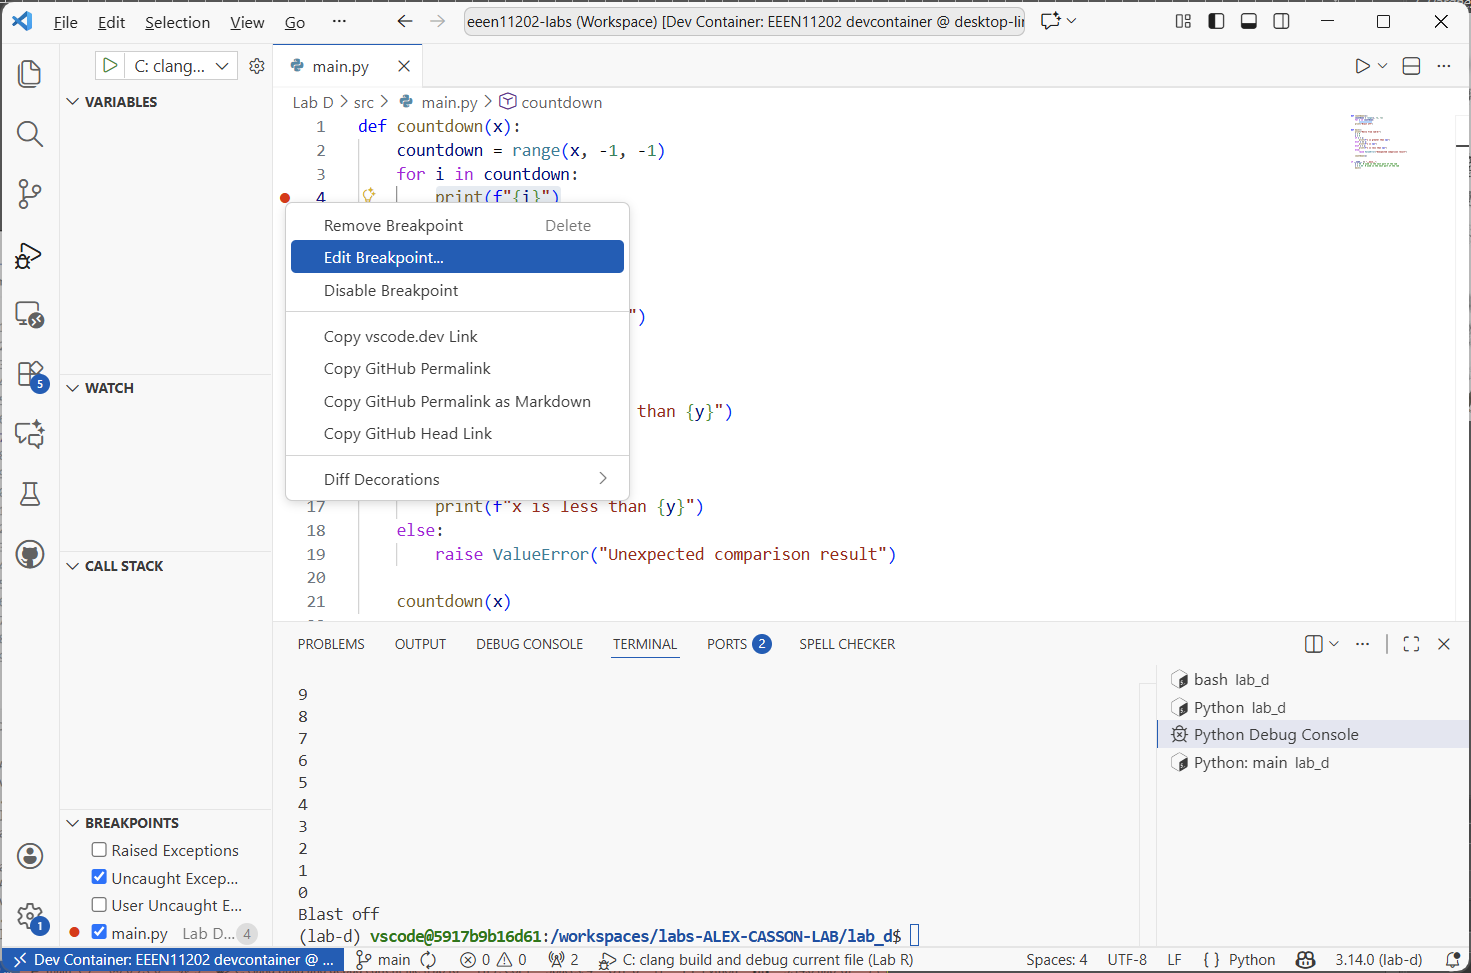 File Edit Selection View Go ···
eeen11202-labs (Workspace) [Dev Container: EEEN11202 devcontainer @ desktop-lin
C: clang...
main.py
VARIABLES
WATCH
CALL STACK
BREAKPOINTS
Raised Exceptions
Uncaught Excep...
User Uncaught E...
main.py Lab D... 4
5
1
Lab D > src > main.py > countdown
1 def countdown(x):
2 countdown = range(x, -1, -1)
3 for i in countdown:
4 print(f"{i}")
Remove Breakpoint Delete
Edit Breakpoint...
Disable Breakpoint
Copy vscode.dev Link
Copy GitHub Permalink
Copy GitHub Permalink as Markdown
Copy GitHub Head Link
Diff Decorations
")
than {y}")
17 print(f"x is less than {y}")
18 else:
19 raise ValueError("Unexpected comparison result")
20
21 countdown(x)
PROBLEMS OUTPUT DEBUG CONSOLE TERMINAL PORTS 2 SPELL CHECKER
9
8
7
6
5
4
3
2
1
0
Blast off
(lab-d) vscode@5917b9b16d61:/workspaces/labs-ALEX-CASSON-LAB/lab_d$
bash lab_d
Python lab_d
Python Debug Console
Python: main lab_d
Dev Container: EEEN11202 devcontainer @ ... main 0 0 2 C: clang build and debug current file (Lab R) Spaces: 4 UTF-8 LF { } Python 3.14.0 (lab-d)